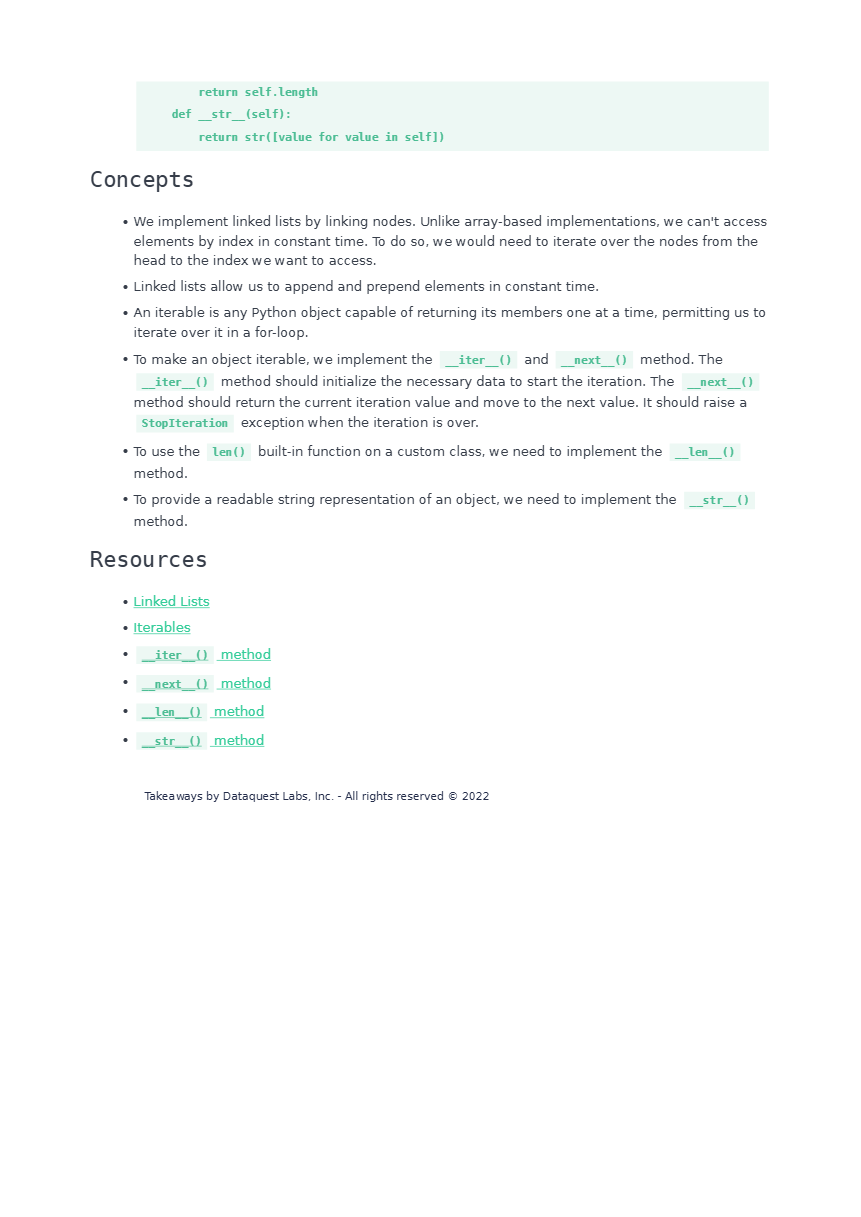 return self.length
    def __str__(self):
        return str([value for value in self])
Concepts
• We implement linked lists by linking nodes. Unlike array-based implementations, we can't access
elements by index in constant time. To do so, we would need to iterate over the nodes from the
head to the index we want to access.
• Linked lists allow us to append and prepend elements in constant time.
• An iterable is any Python object capable of returning its members one at a time, permitting us to
iterate over it in a for-loop.
• To make an object iterable, we implement the __iter__() and __next__() method. The
__iter__() method should initialize the necessary data to start the iteration. The __next__()
method should return the current iteration value and move to the next value. It should raise a
StopIteration exception when the iteration is over.
• To use the len() built-in function on a custom class, we need to implement the __len__()
method.
• To provide a readable string representation of an object, we need to implement the __str__()
method.
Resources
• Linked Lists
• Iterables
• __iter__() method
• __next__() method
• __len__() method
• __str__() method
Takeaways by Dataquest Labs, Inc. - All rights reserved © 2022